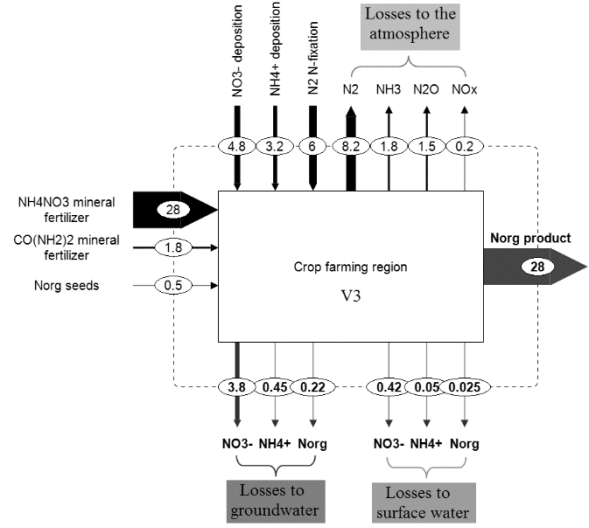 Losses to the
atmosphere
NO3- deposition
NH4+ deposition
N2 N-fixation
N2
NH3
N2O
NOx
4.8
3.2
6
8.2
1.8
1.5
0.2
NH4NO3 mineral
fertilizer
28
CO(NH2)2 mineral
fertilizer
1.8
Norg seeds
0.5
Crop farming region
V3
Norg product
28
3.8
0.45
0.22
0.42
0.05
0.025
NO3-
NH4+
Norg
NO3-
NH4+
Norg
Losses to
groundwater
Losses to
surface water